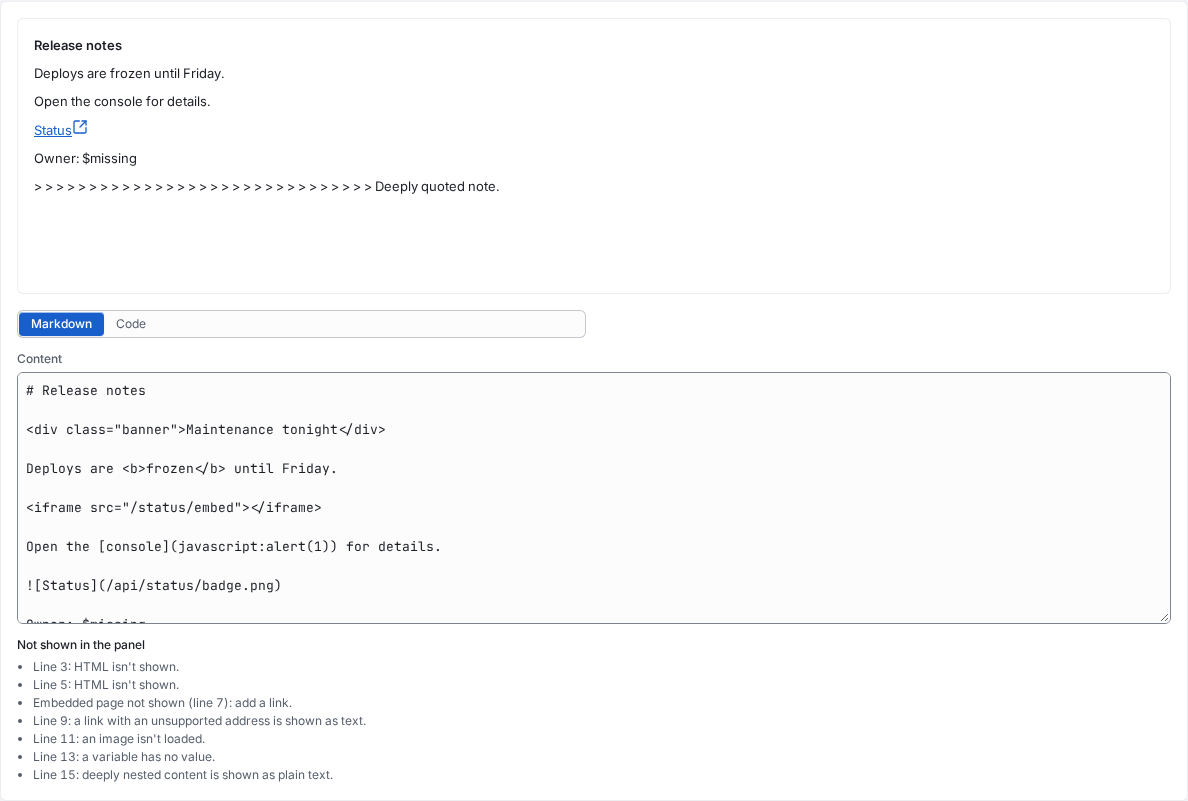 Release notes
Deploys are frozen until Friday.
Open the console for details.
Status
Owner: $missing
> > > > > > > > > > > > > > > > > > > > > > > > > > > > > > > Deeply quoted note.
Markdown Code
Content
# Release notes
<div class="banner">Maintenance tonight</div>
Deploys are <b>frozen</b> until Friday.
<iframe src="/status/embed"></iframe>
Open the [console](javascript:alert(1)) for details.
![Status](/api/status/badge.png)
Owner: $missing
Not shown in the panel
• Line 3: HTML isn't shown.
• Line 5: HTML isn't shown.
• Embedded page not shown (line 7): add a link.
• Line 9: a link with an unsupported address is shown as text.
• Line 11: an image isn't loaded.
• Line 13: a variable has no value.
• Line 15: deeply nested content is shown as plain text.